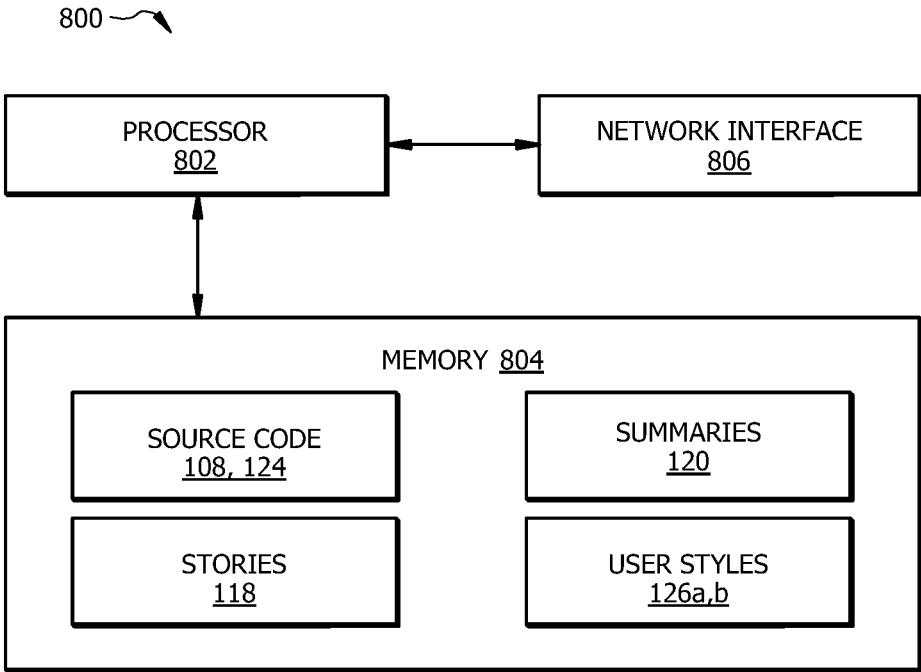 800
PROCESSOR
802
NETWORK INTERFACE
806
MEMORY 804
SOURCE CODE
108, 124
SUMMARIES
120
STORIES
118
USER STYLES
126a,b